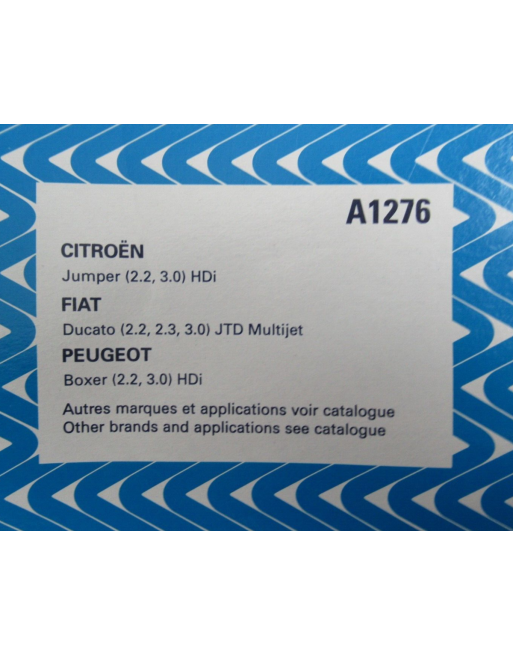 A1276
CITROËN
Jumper (2.2, 3.0) HDi
FIAT
Ducato (2.2, 2.3, 3.0) JTD Multijet
PEUGEOT
Boxer (2.2, 3.0) HDi
Autres marques et applications voir catalogue
Other brands and applications see catalogue